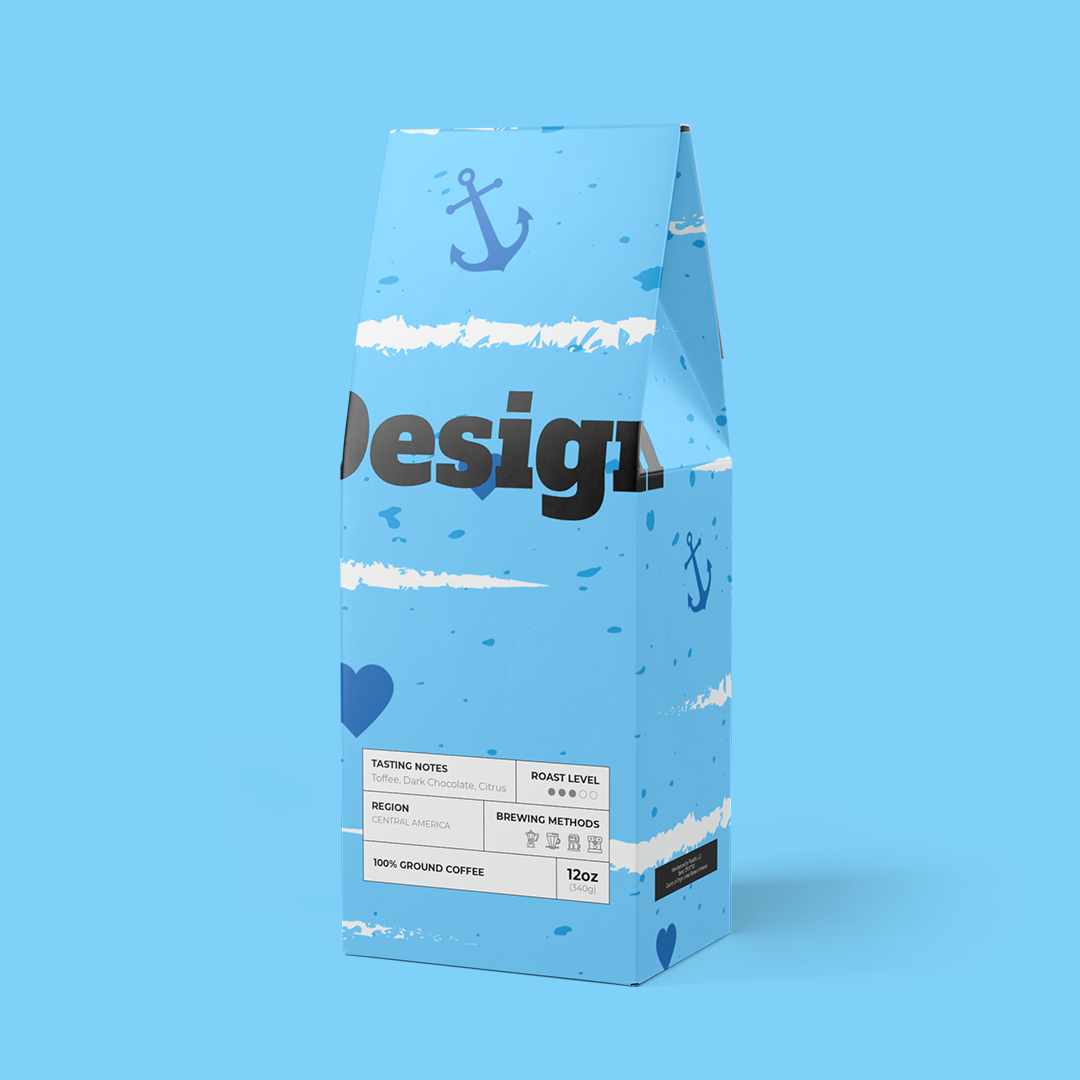 Design
TASTING NOTES
Toffee, Dark Chocolate, Citrus
ROAST LEVEL
REGION
CENTRAL AMERICA
BREWING METHODS
100% GROUND COFFEE
12oz
(340g)